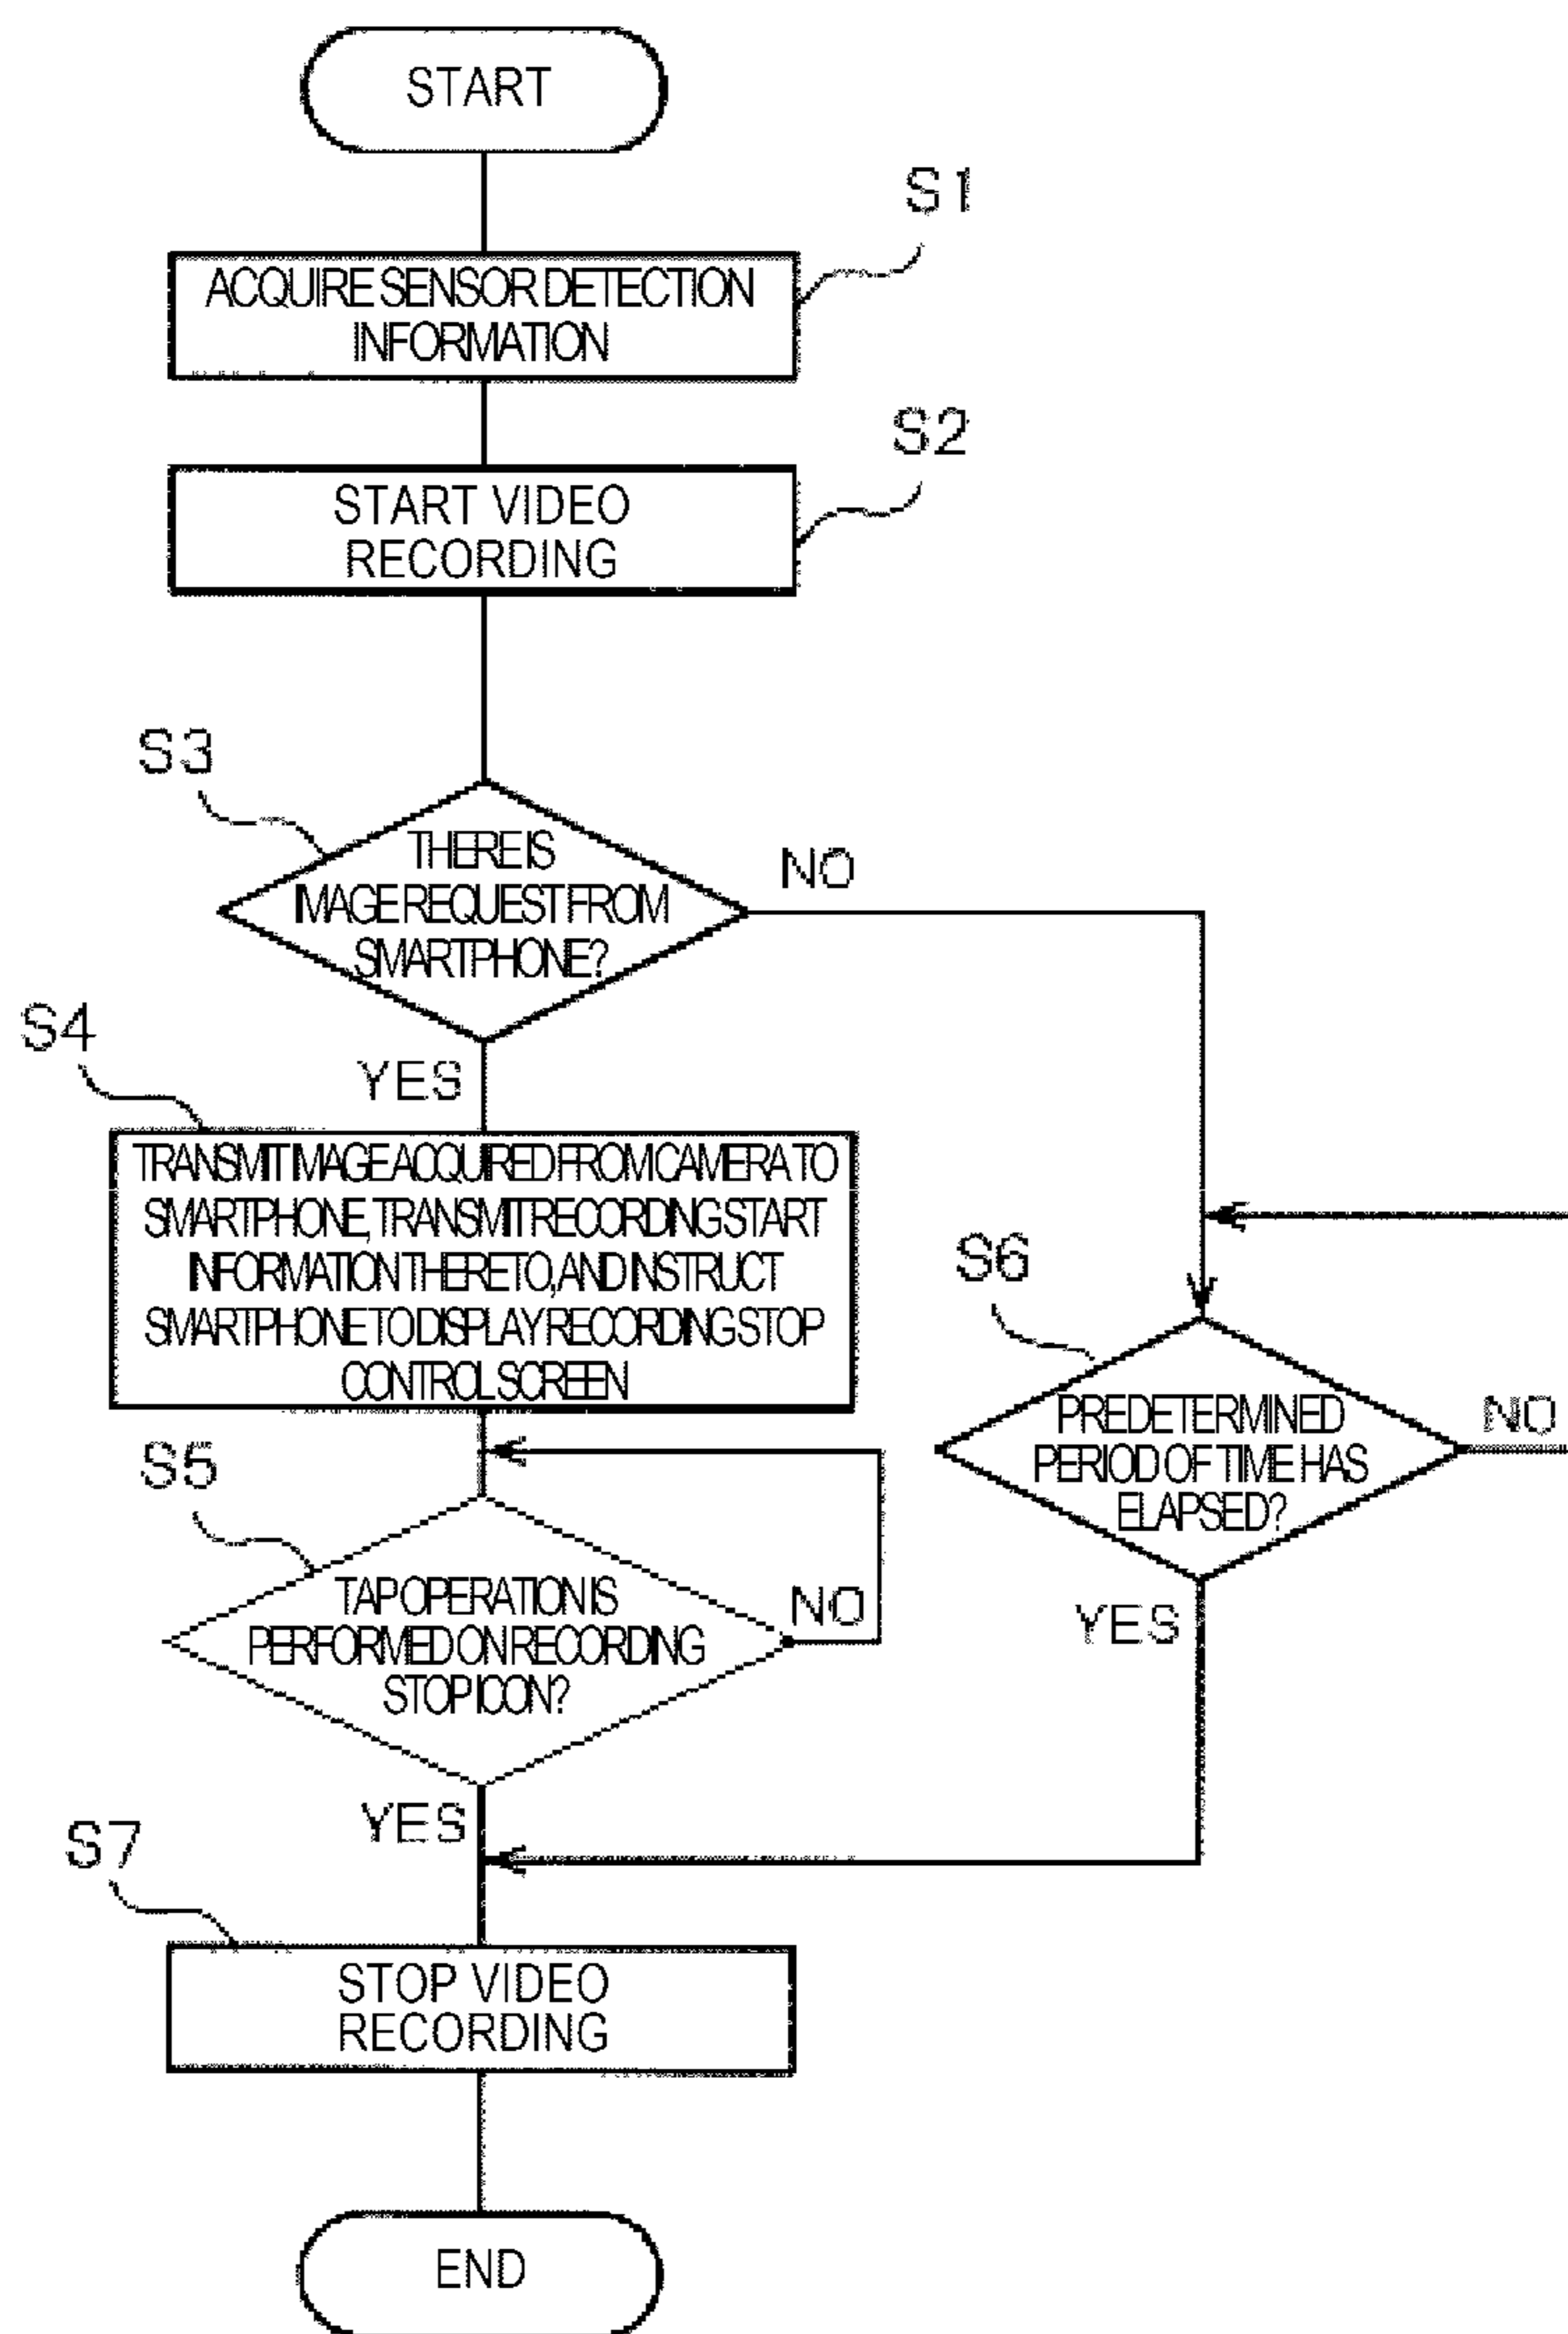 START
S1
ACQUIRE SENSOR DETECTION
INFORMATION
S2
START VIDEO
RECORDING
S3
THERE IS
IMAGE REQUEST FROM
SMARTPHONE?
NO
S4
YES
TRANSMIT IMAGE ACQUIRED FROM CAMERA TO
SMARTPHONE, TRANSMIT RECORDING START
INFORMATION THERETO, AND INSTRUCT
SMARTPHONE TO DISPLAY RECORDING STOP
CONTROL SCREEN
S6
PREDETERMINED
PERIOD OF TIME HAS
ELAPSED?
NO
YES
S5
TAP OPERATION IS
PERFORMED ON RECORDING
STOP ICON?
NO
YES
S7
STOP VIDEO
RECORDING
END